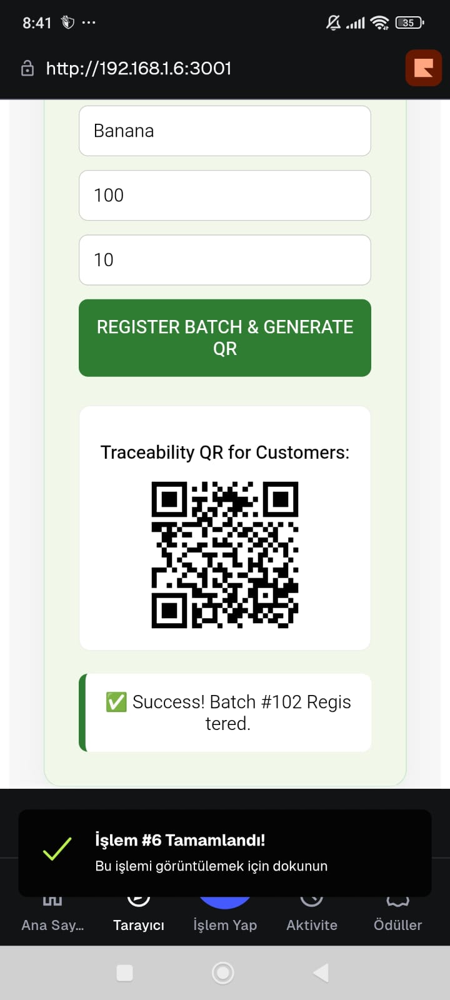 8:41
35
http://192.168.1.6:3001
Banana
100
10
REGISTER BATCH & GENERATE
QR
Traceability QR for Customers:
✅ Success! Batch #102 Regis
tered.
İşlem #6 Tamamlandı!
Bu işlemi görüntülemek için dokunun
Ana Say...
Tarayıcı
İşlem Yap
Aktivite
Ödüller